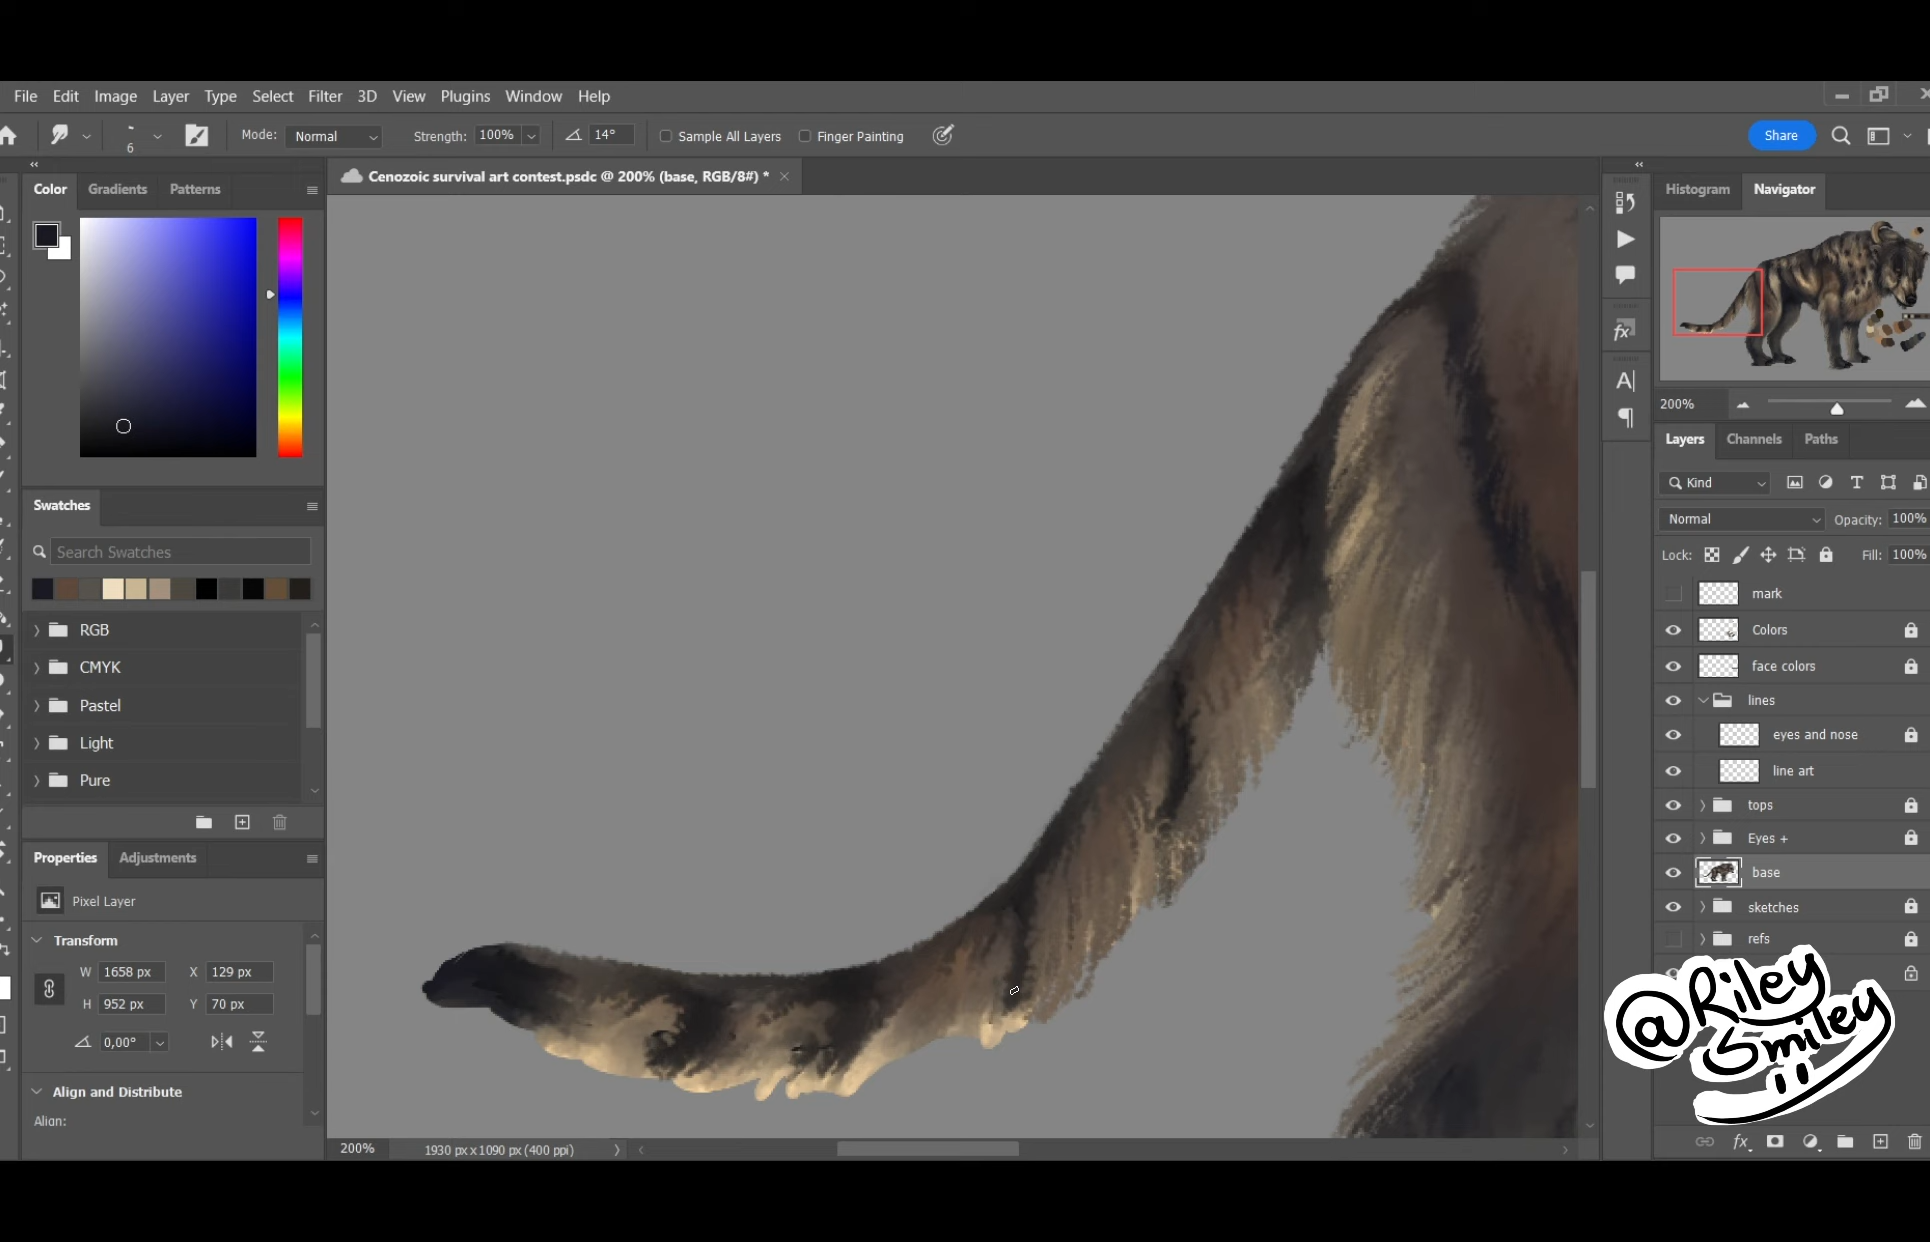 File Edit Image Layer Type Select Filter 3D View Plugins Window Help
6 Mode: Normal Strength: 100% 14° Sample All Layers Finger Painting Share
Color Gradients Patterns
Cenozoic survival art contest.psdc @ 200% (base, RGB/8#) *
Histogram Navigator
200%
Layers Channels Paths
Kind
Normal Opacity: 100%
Lock: Fill: 100%
mark
Colors
face colors
lines
eyes and nose
line art
tops
Eyes +
base
sketches
refs
Swatches
Search Swatches
RGB
CMYK
Pastel
Light
Pure
Properties Adjustments
Pixel Layer
Transform
W 1658 px X 129 px
H 952 px Y 70 px
0,00°
Align and Distribute
Align:
200% 1930 px x 1090 px (400 ppi)
@Riley
Smiley